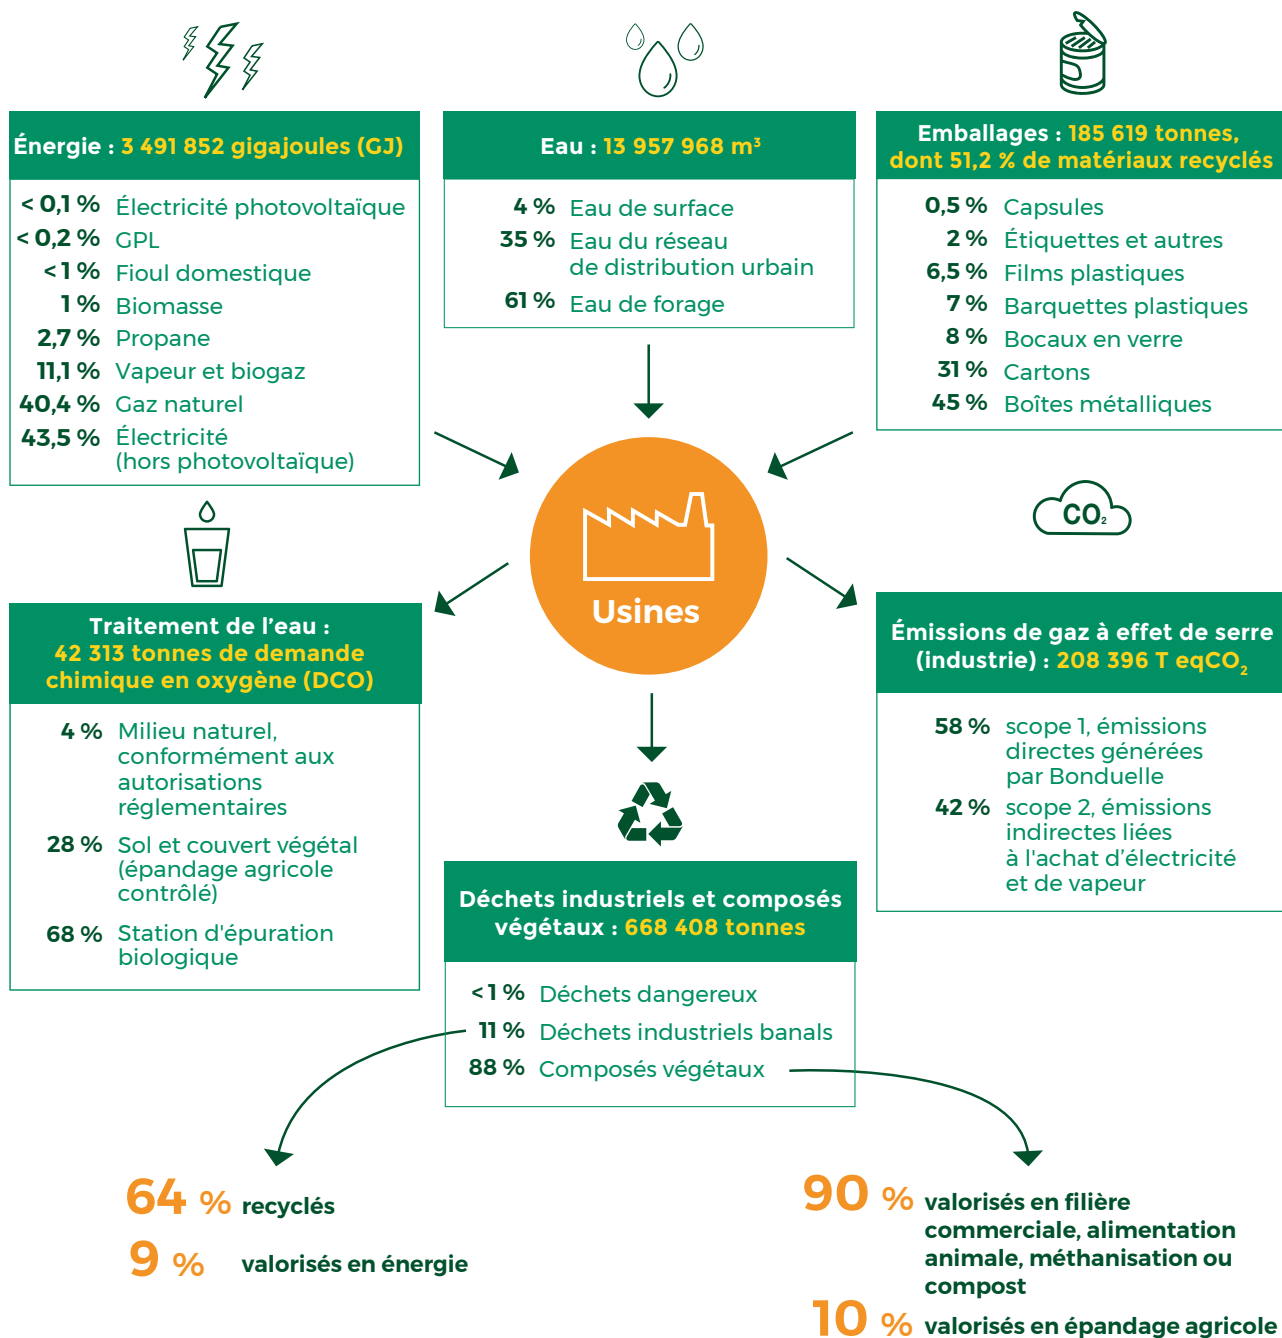 Énergie : 3 491 852 gigajoules (GJ)
< 0,1 % Électricité photovoltaïque
< 0,2 % GPL
< 1 % Fioul domestique
1 % Biomasse
2,7 % Propane
11,1 % Vapeur et biogaz
40,4 % Gaz naturel
43,5 % Électricité
(hors photovoltaïque)
Eau : 13 957 968 m³
4 % Eau de surface
35 % Eau du réseau
de distribution urbain
61 % Eau de forage
Emballages : 185 619 tonnes,
dont 51,2 % de matériaux recyclés
0,5 % Capsules
2 % Étiquettes et autres
6,5 % Films plastiques
7 % Barquettes plastiques
8 % Bocaux en verre
31 % Cartons
45 % Boîtes métalliques
Usines
CO₂
Traitement de l’eau :
42 313 tonnes de demande
chimique en oxygène (DCO)
4 % Milieu naturel,
conformément aux
autorisations
réglementaires
28 % Sol et couvert végétal
(épandage agricole
contrôlé)
68 % Station d'épuration
biologique
Émissions de gaz à effet de serre
(industrie) : 208 396 T eqCO₂
58 % scope 1, émissions
directes générées
par Bonduelle
42 % scope 2, émissions
indirectes liées
à l'achat d’électricité
et de vapeur
Déchets industriels et composés
végétaux : 668 408 tonnes
< 1 % Déchets dangereux
11 % Déchets industriels banals
88 % Composés végétaux
64 % recyclés
9 % valorisés en énergie
90 % valorisés en filière
commerciale, alimentation
animale, méthanisation ou
compost
10 % valorisés en épandage agricole